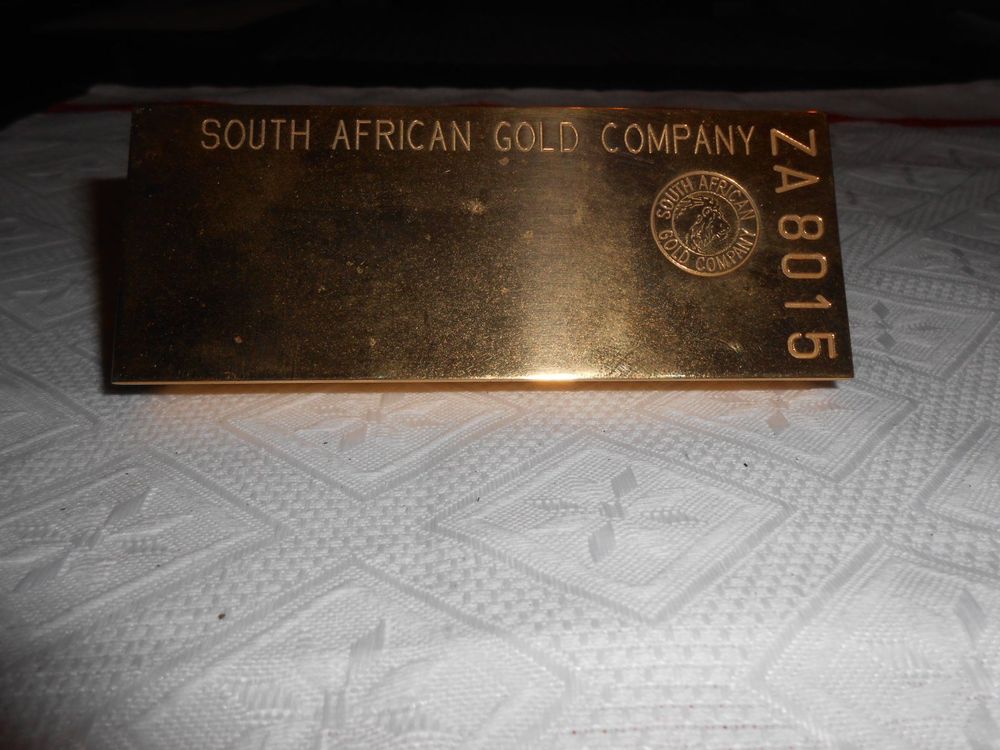 SOUTH AFRICAN GOLD COMPANY
ZA 8015
SOUTH AFRICAN
GOLD COMPANY